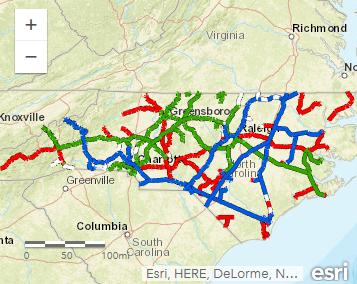 +
Richmond
Virginia
−
No
Knoxville
Greensboro
Raleigh
Charlotte
North
Carolina
Greenville
Columbia
South
Carolina
nta
0 50 100mi
Esri, HERE, DeLorme, N...
esri